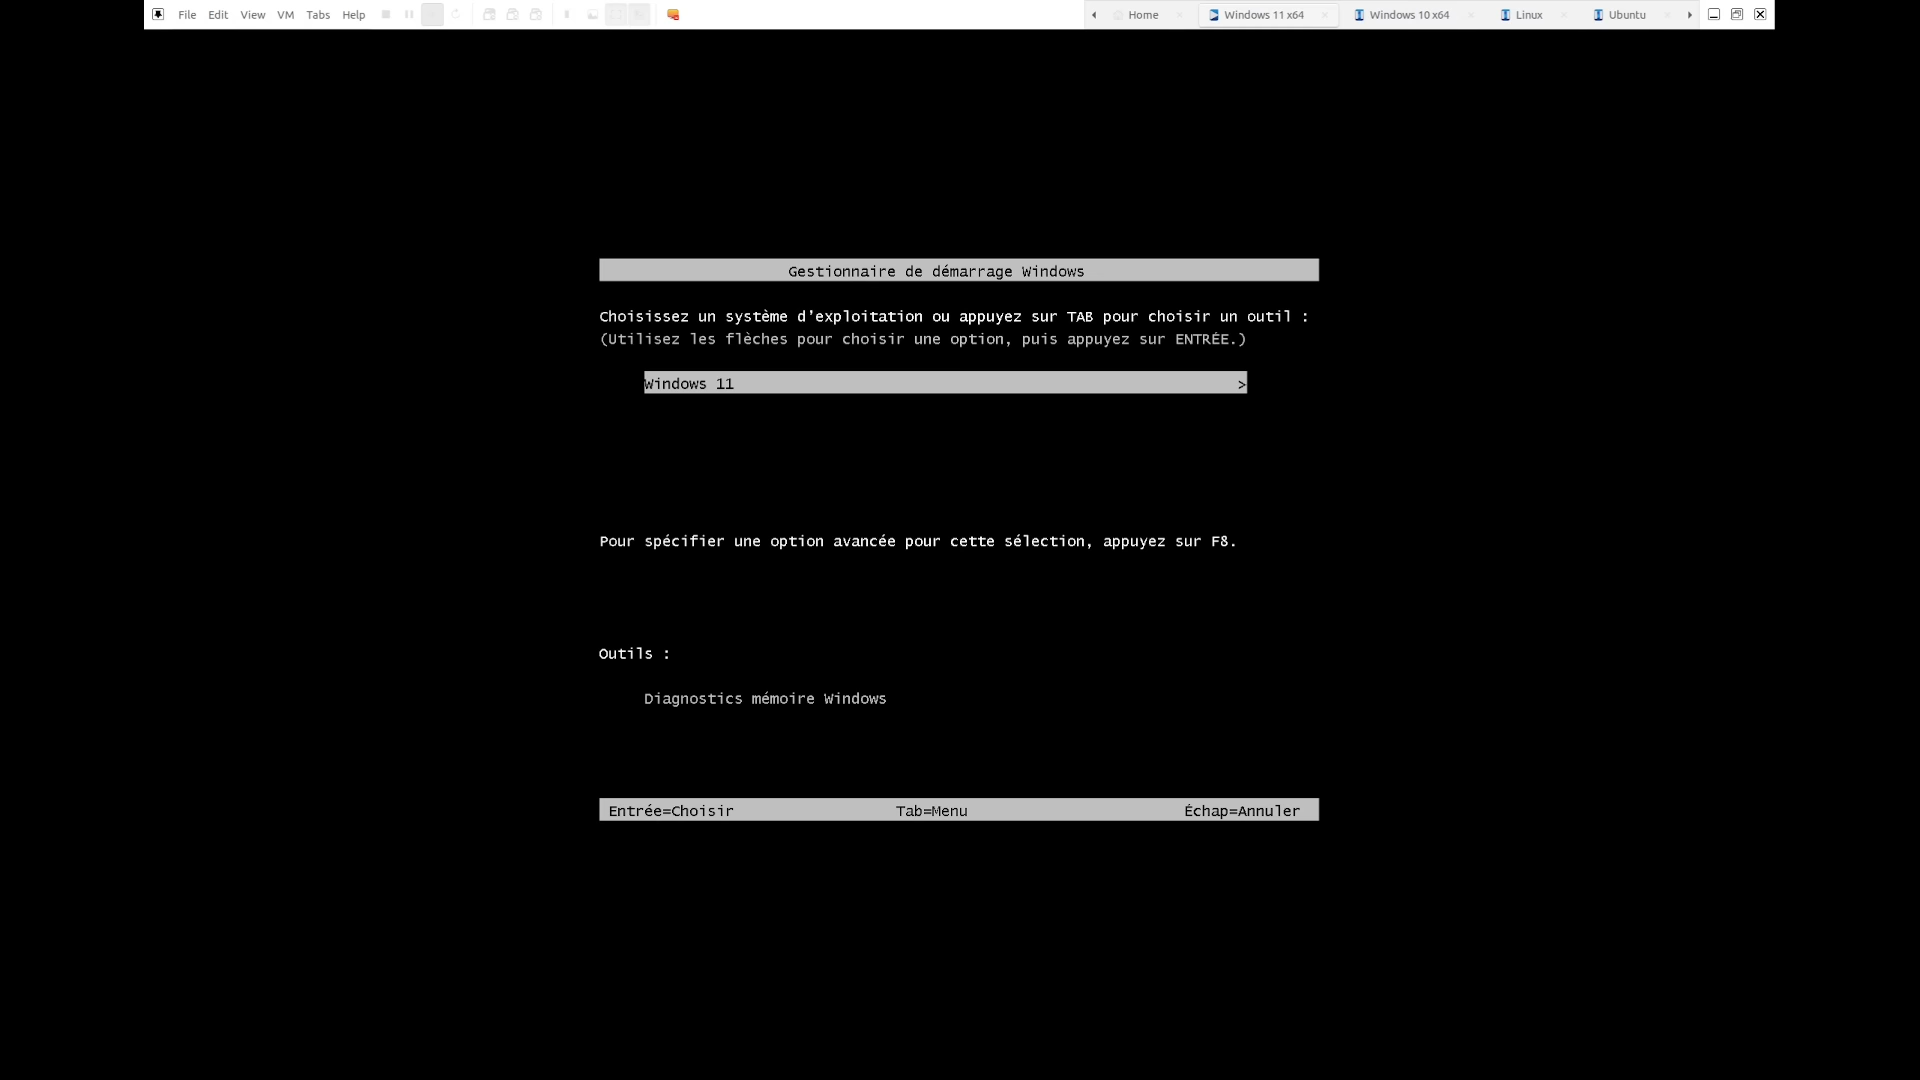 File Edit View VM Tabs Help Home Windows 11 x64 Windows 10 x64 Linux Ubuntu
Gestionnaire de démarrage Windows
Choisissez un système d'exploitation ou appuyez sur TAB pour choisir un outil :
(Utilisez les flèches pour choisir une option, puis appuyez sur ENTRÉE.)
Windows 11 >
Pour spécifier une option avancée pour cette sélection, appuyez sur F8.
Outils :
Diagnostics mémoire Windows
Entrée=Choisir Tab=Menu Échap=Annuler